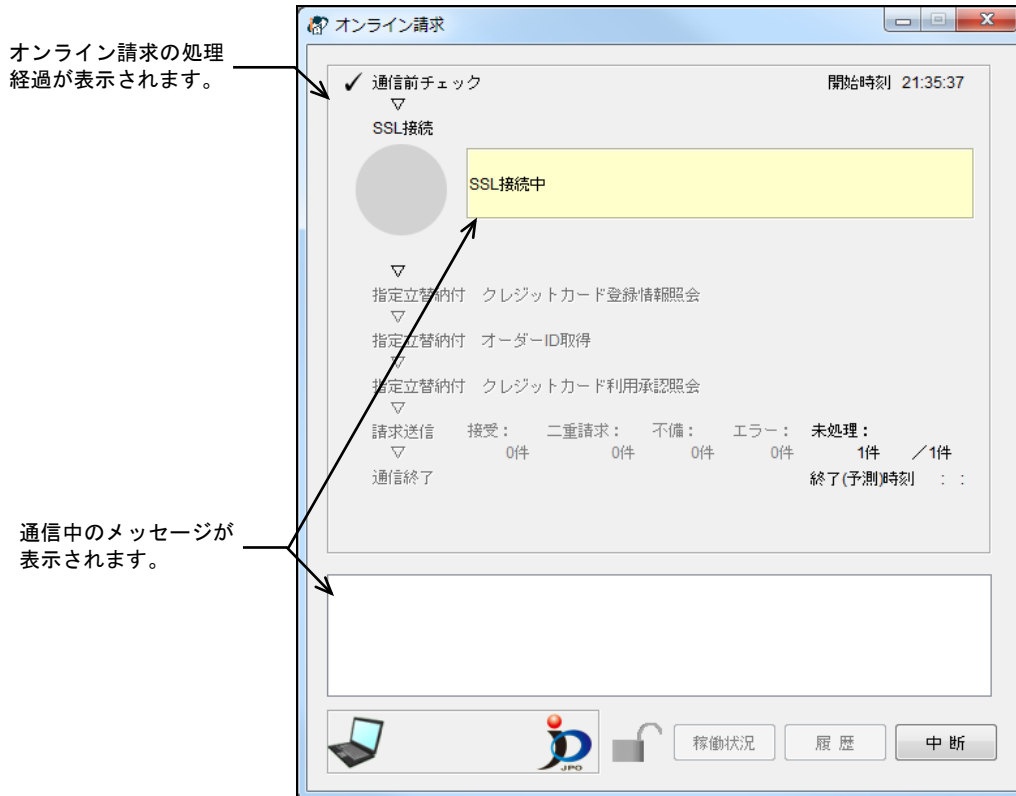 オンライン請求
オンライン請求の処理
経過が表示されます。
通信前チェック 開始時刻 21:35:37
▽
SSL接続
SSL接続中
▽
指定立替納付 クレジットカード登録情報照会
▽
指定立替納付 オーダーID取得
▽
指定立替納付 クレジットカード利用承認照会
▽
請求送信 接受： 二重請求： 不備： エラー： 未処理：
▽ 0件 0件 0件 0件 1件 ／1件
通信終了 終了(予測)時刻 : :
通信中のメッセージが
表示されます。
JPO 稼働状況 履歴 中断